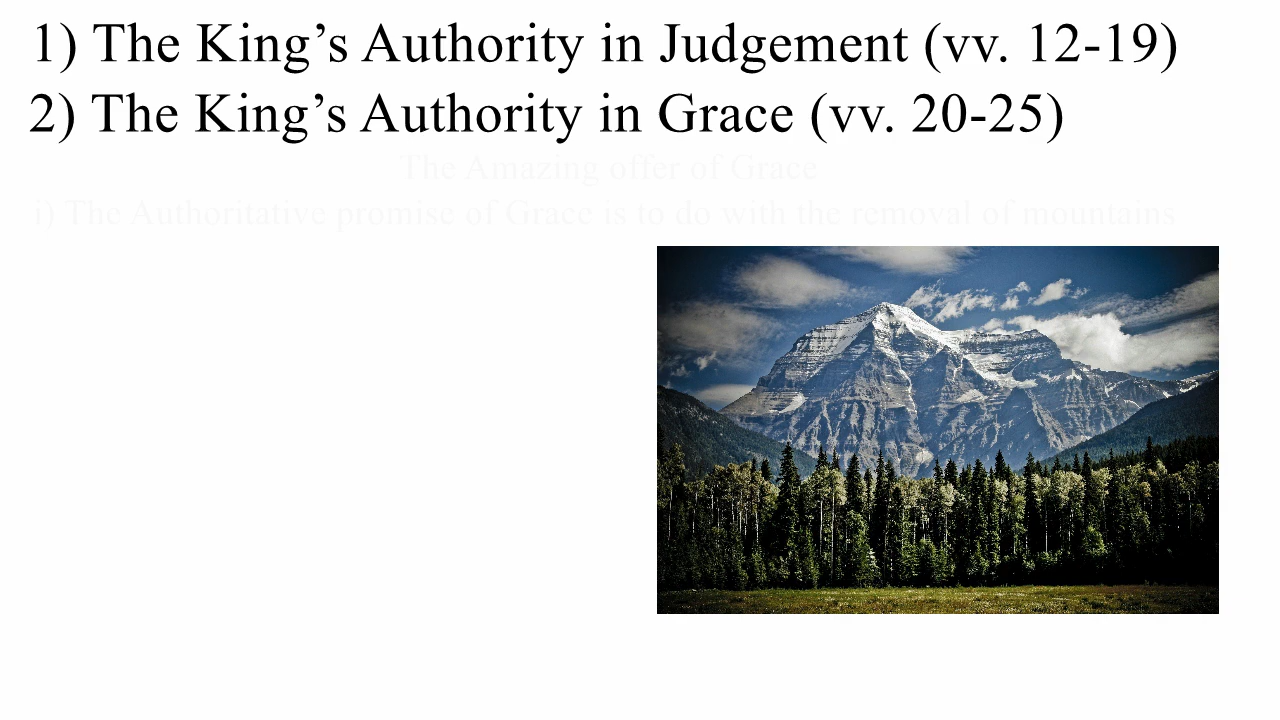 1) The King’s Authority in Judgement (vv. 12-19)
2) The King’s Authority in Grace (vv. 20-25)
The Amazing offer of Grace
i) The Authoritative promise of Grace is to do with the removal of mountains